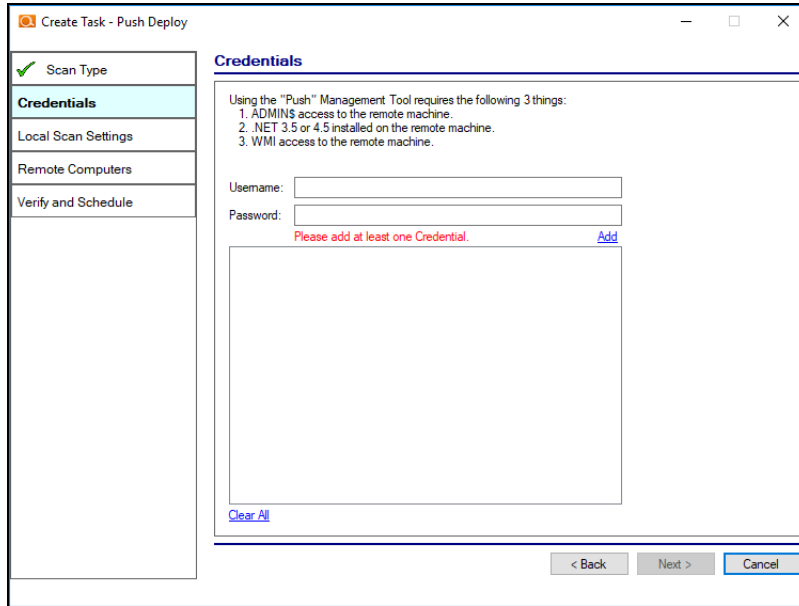 Create Task - Push Deploy
Scan Type
Credentials
Local Scan Settings
Remote Computers
Verify and Schedule
Credentials
Using the "Push" Management Tool requires the following 3 things:
1. ADMIN$ access to the remote machine.
2. .NET 3.5 or 4.5 installed on the remote machine.
3. WMI access to the remote machine.
Username:
Password:
Please add at least one Credential. Add
Clear All
< Back Next > Cancel